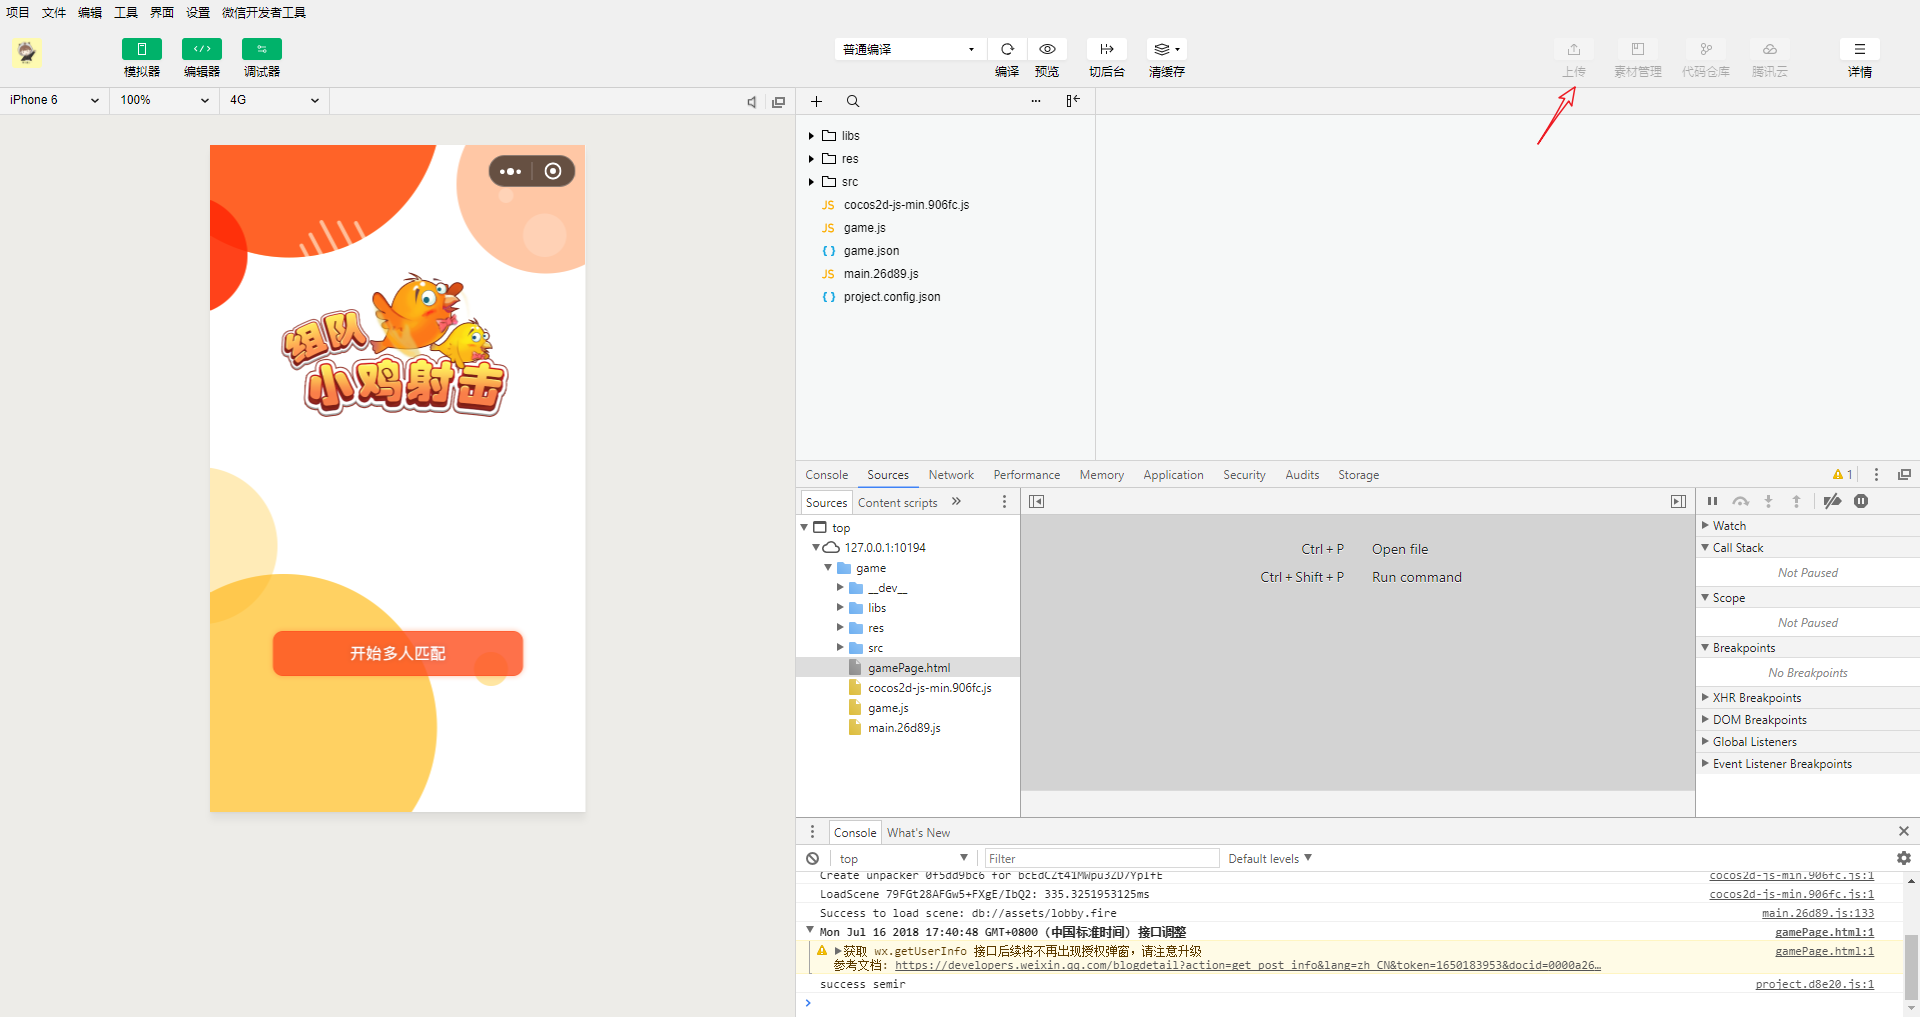 项目 文件 编辑 工具 界面 设置 微信开发者工具
普通编译
模拟器 编辑器 调试器 编译 预览 切后台 清缓存 上传 素材管理 代码仓库 腾讯云 详情
iPhone 6 100% 4G
libs
res
src
JS cocos2d-js-min.906fc.js
JS game.js
{ } game.json
JS main.26d89.js
{ } project.config.json
组队
小鸡射击
开始多人匹配
Console Sources Network Performance Memory Application Security Audits Storage 1
Sources Content scripts »
top
127.0.0.1:10194
game
__dev__
libs
res
src
gamePage.html
cocos2d-js-min.906fc.js
game.js
main.26d89.js
Ctrl + P Open file
Ctrl + Shift + P Run command
Watch
Call Stack
Not Paused
Scope
Not Paused
Breakpoints
No Breakpoints
XHR Breakpoints
DOM Breakpoints
Global Listeners
Event Listener Breakpoints
Console What's New
top Filter Default levels
Create unpacker 0f5dd9bc6 for bcEdCZt41MWpu3ZD7YpIfE cocos2d-js-min.906fc.js:1
LoadScene 79FGt28AFGw5+FXgE/IbQ2: 335.3251953125ms cocos2d-js-min.906fc.js:1
Success to load scene: db://assets/lobby.fire main.26d89.js:133
Mon Jul 16 2018 17:40:48 GMT+0800 (中国标准时间) 接口调整 gamePage.html:1
获取 wx.getUserInfo 接口后续将不再出现授权弹窗，请注意升级 gamePage.html:1
参考文档: https://developers.weixin.qq.com/blogdetail?action=get_post_info&lang=zh_CN&token=1650183953&docid=0000a26…
success semir project.d8e20.js:1